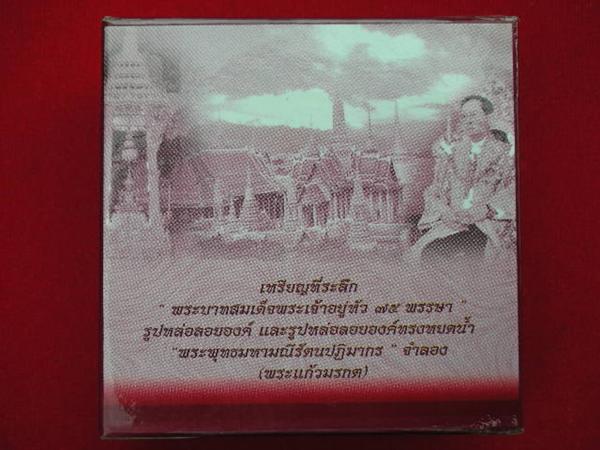 เหรียญที่ระลึก
" พระบาทสมเด็จพระเจ้าอยู่หัว ๗๕ พรรษา "
รูปหล่อลอยองค์ และรูปหล่อลอยองค์ทรงหยดน้ำ
"พระพุทธมหามณีรัตนปฏิมากร " จำลอง
(พระแก้วมรกต)